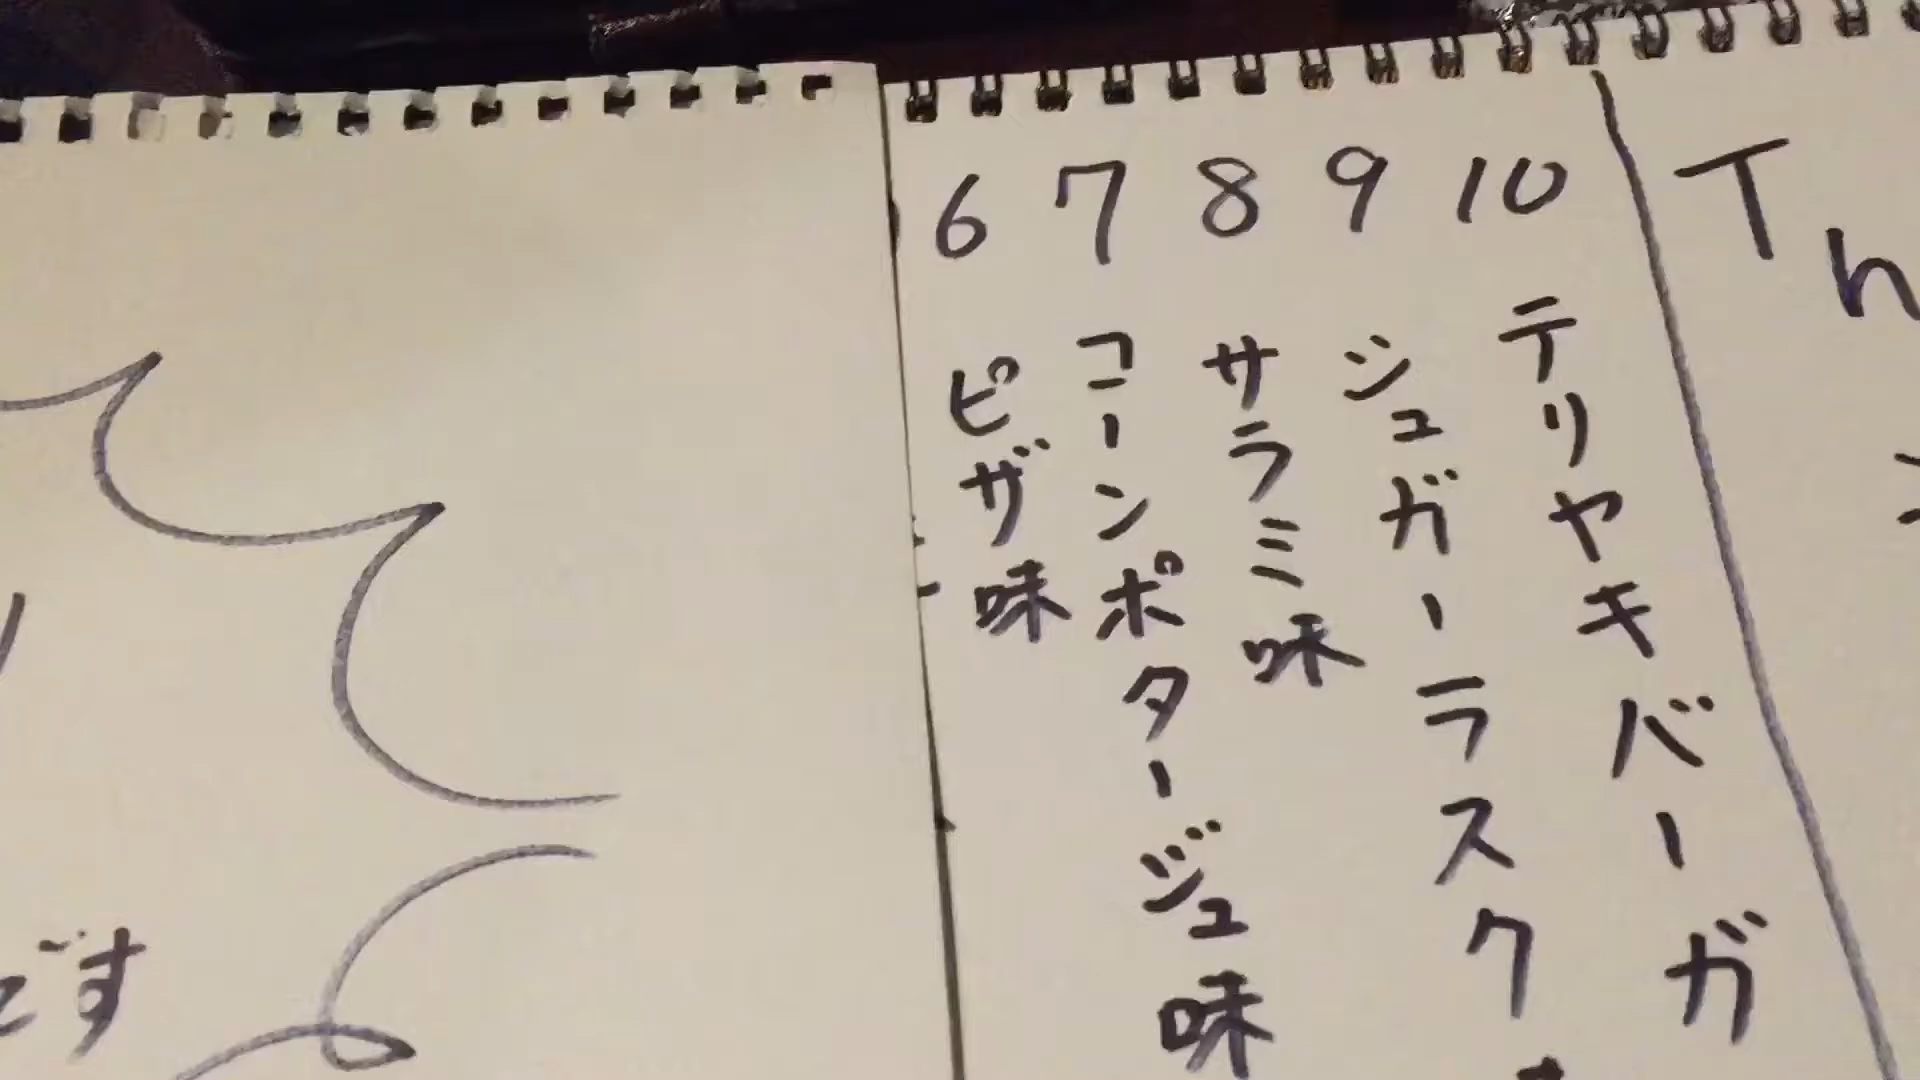 6 ピザ味
7 コーンポタージュ味
8 サラミ味
9 シュガーラスク
10 テリヤキバーガ
Th
です